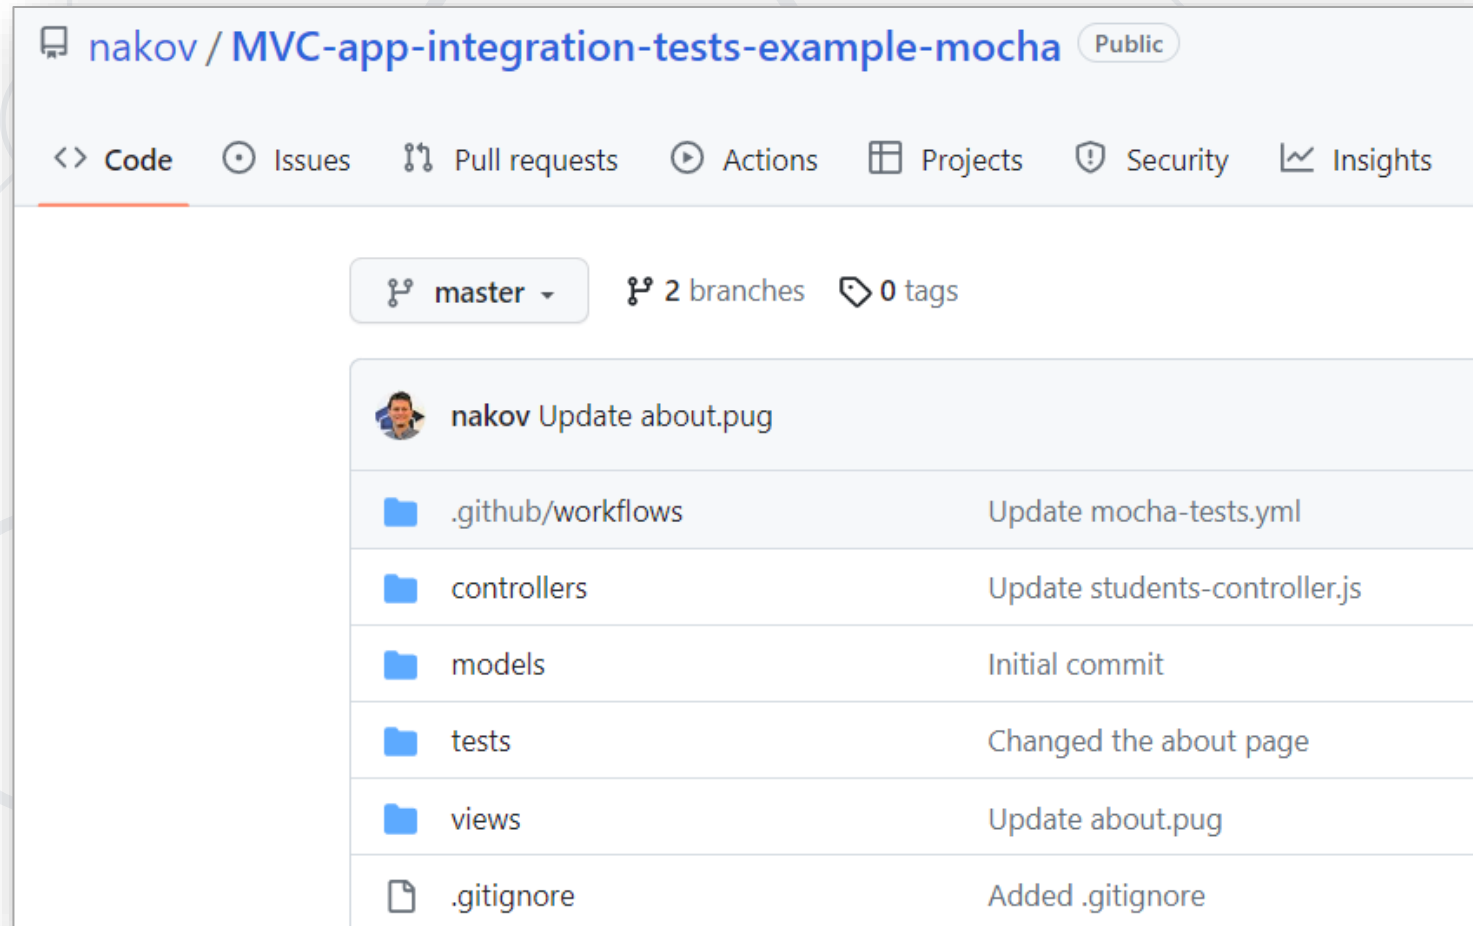 nakov / MVC-app-integration-tests-example-mocha Public
Code Issues Pull requests Actions Projects Security Insights
master 2 branches 0 tags
nakov Update about.pug
.github/workflows Update mocha-tests.yml
controllers Update students-controller.js
models Initial commit
tests Changed the about page
views Update about.pug
.gitignore Added .gitignore